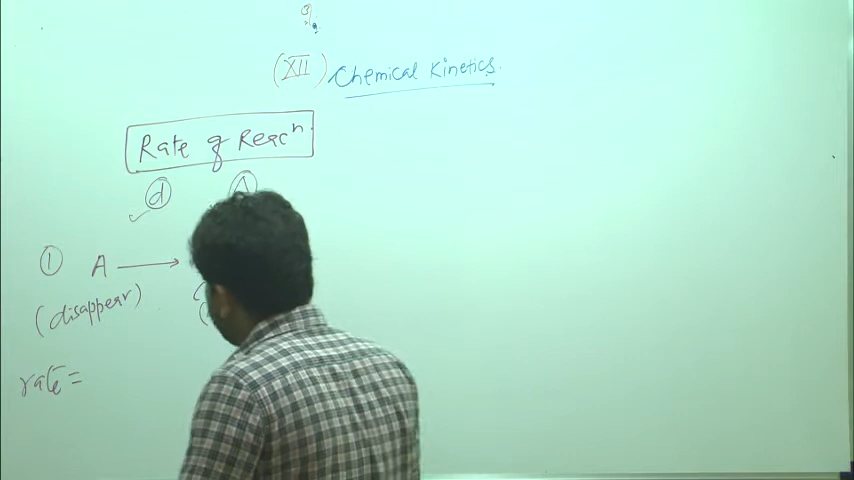 (XII) Chemical Kinetics.
Rate of Reacⁿ
d Δ
① A ⟶
(disappear) (
rate =